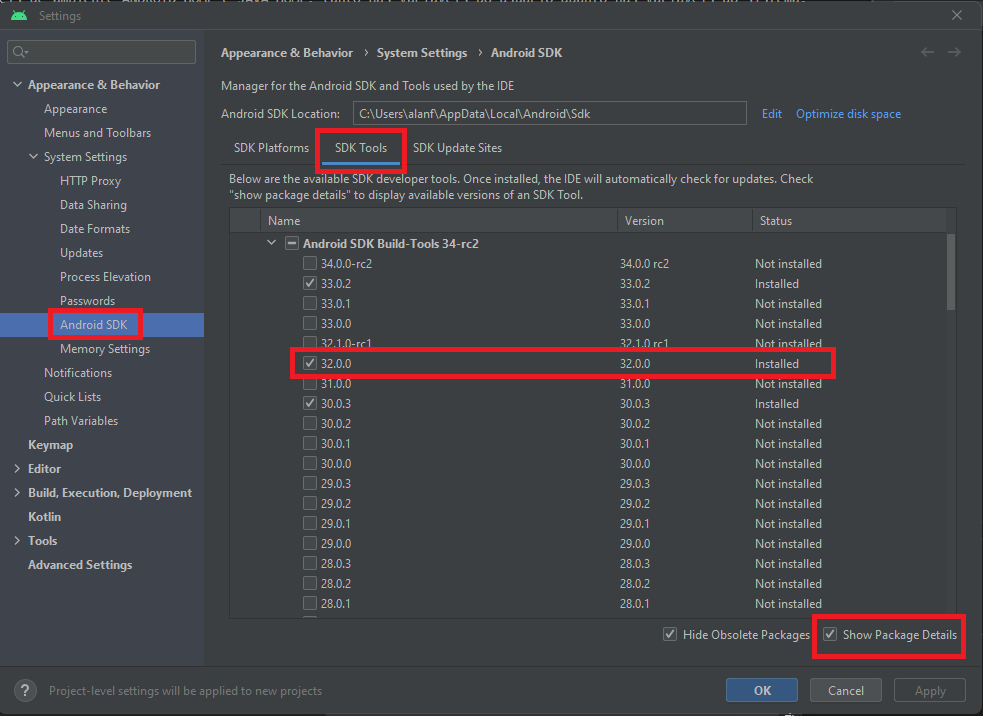 Settings
Appearance & Behavior
Appearance
Menus and Toolbars
System Settings
HTTP Proxy
Data Sharing
Date Formats
Updates
Process Elevation
Passwords
Android SDK
Memory Settings
Notifications
Quick Lists
Path Variables
Keymap
Editor
Build, Execution, Deployment
Kotlin
Tools
Advanced Settings
Appearance & Behavior › System Settings › Android SDK
Manager for the Android SDK and Tools used by the IDE
Android SDK Location: C:\Users\alanf\AppData\Local\Android\Sdk Edit Optimize disk space
SDK Platforms SDK Tools SDK Update Sites
Below are the available SDK developer tools. Once installed, the IDE will automatically check for updates. Check
"show package details" to display available versions of an SDK Tool.
Name Version Status
Android SDK Build-Tools 34-rc2
34.0.0-rc2 34.0.0 rc2 Not installed
33.0.2 33.0.2 Installed
33.0.1 33.0.1 Not installed
33.0.0 33.0.0 Not installed
32.1.0-rc1 32.1.0 rc1 Not installed
32.0.0 32.0.0 Installed
31.0.0 31.0.0 Not installed
30.0.3 30.0.3 Installed
30.0.2 30.0.2 Not installed
30.0.1 30.0.1 Not installed
30.0.0 30.0.0 Not installed
29.0.3 29.0.3 Not installed
29.0.2 29.0.2 Not installed
29.0.1 29.0.1 Not installed
29.0.0 29.0.0 Not installed
28.0.3 28.0.3 Not installed
28.0.2 28.0.2 Not installed
28.0.1 28.0.1 Not installed
Hide Obsolete Packages Show Package Details
? Project-level settings will be applied to new projects
OK Cancel Apply